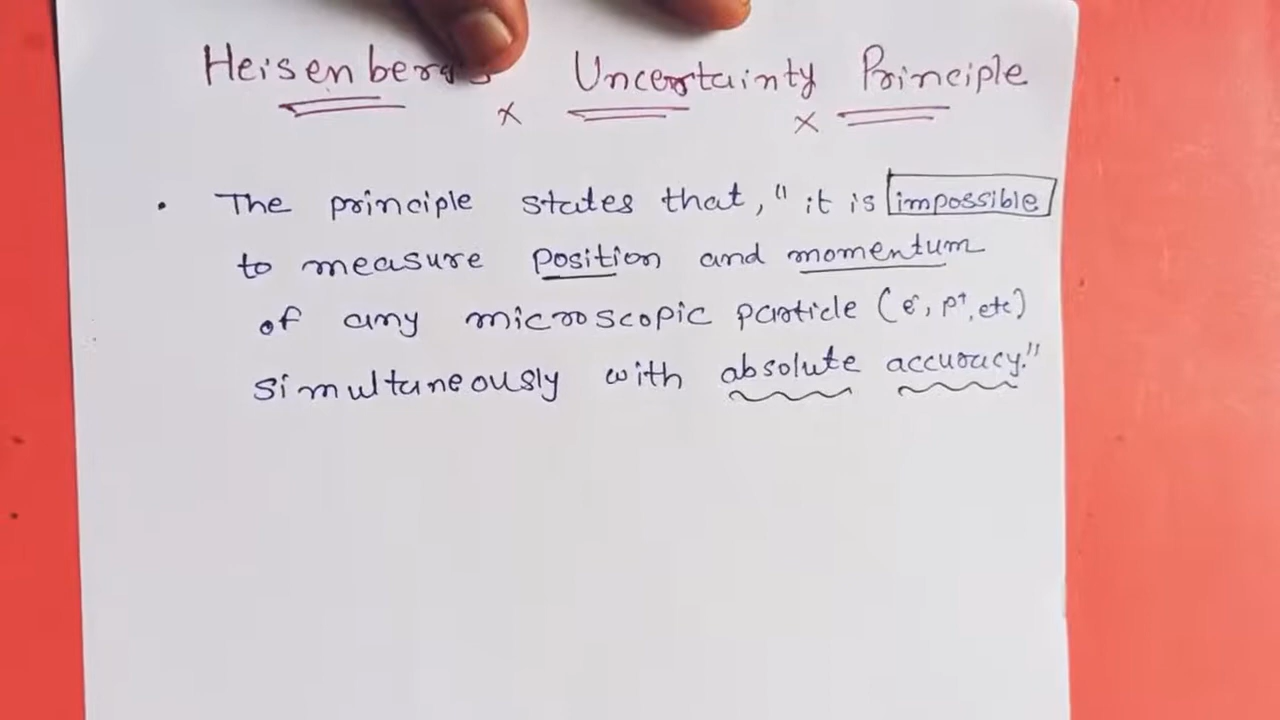 Heisenberg's Uncertainty Principle
x x
• The principle states that, "it is impossible
to measure position and momentum
of any microscopic particle (e⁻, p⁺, etc)
simultaneously with absolute accuracy."